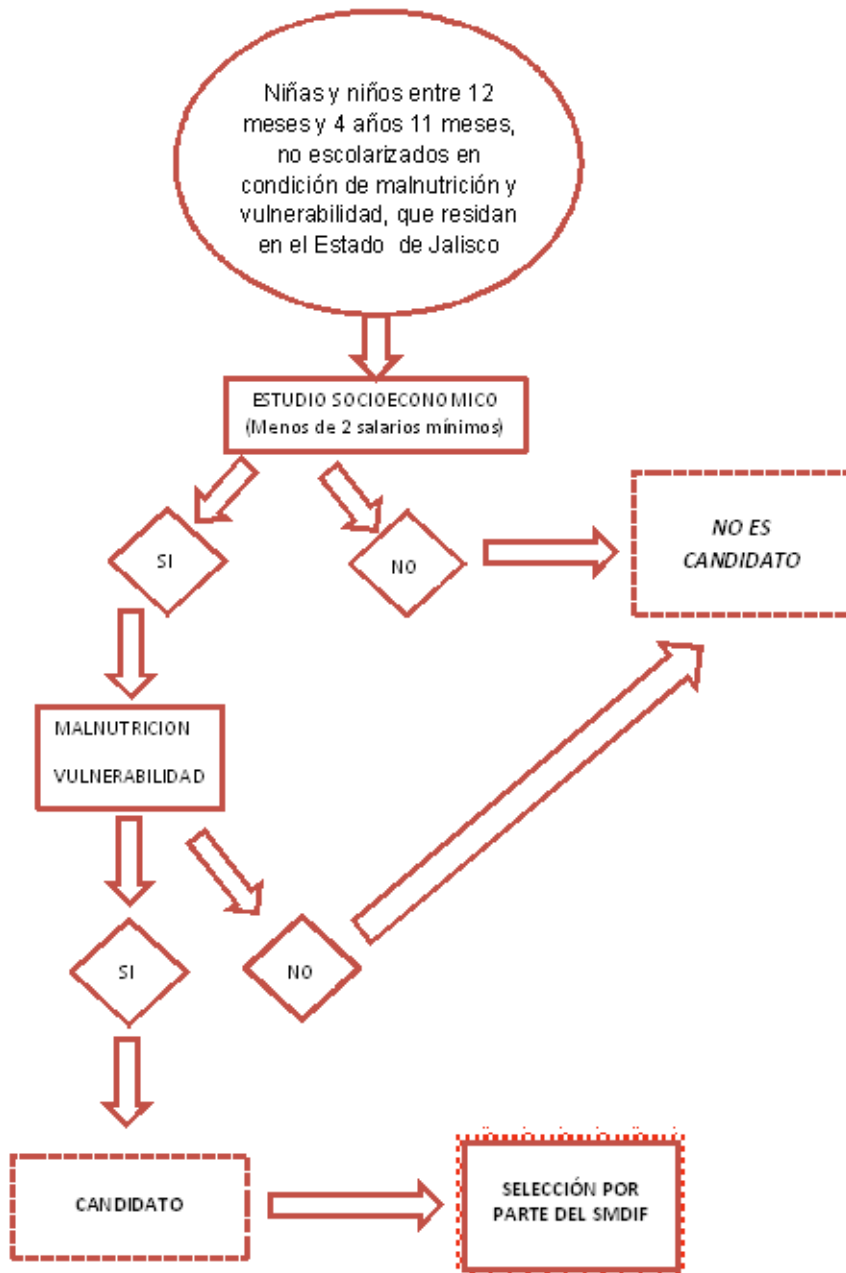 Niñas y niños entre 12
meses y 4 años 11 meses,
no escolarizados en
condición de malnutrición y
vulnerabilidad, que residan
en el Estado de Jalisco
ESTUDIO SOCIOECONOMICO
(Menos de 2 salarios mínimos)
SI
NO
NO ES
CANDIDATO
MALNUTRICION
VULNERABILIDAD
SI
NO
CANDIDATO
SELECCIÓN POR
PARTE DEL SMDIF